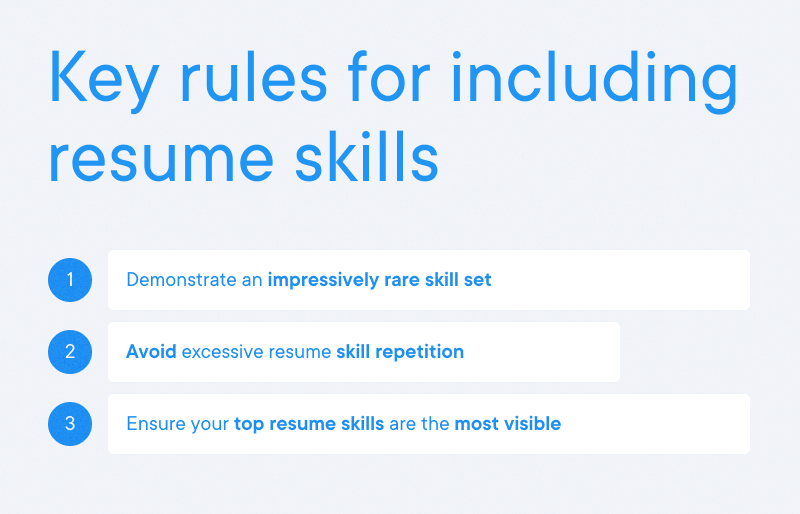 Key rules for including
resume skills
1 Demonstrate an impressively rare skill set
2 Avoid excessive resume skill repetition
3 Ensure your top resume skills are the most visible